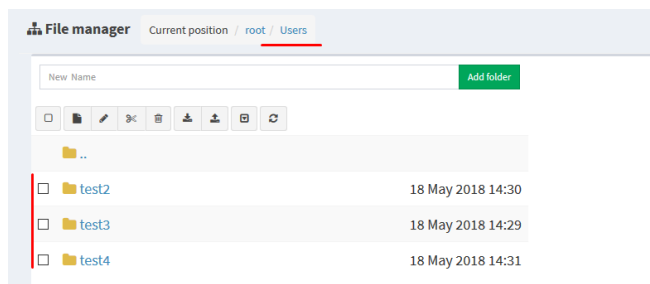 File manager Current position / root / Users
New Name Add folder
..
test2 18 May 2018 14:30
test3 18 May 2018 14:29
test4 18 May 2018 14:31